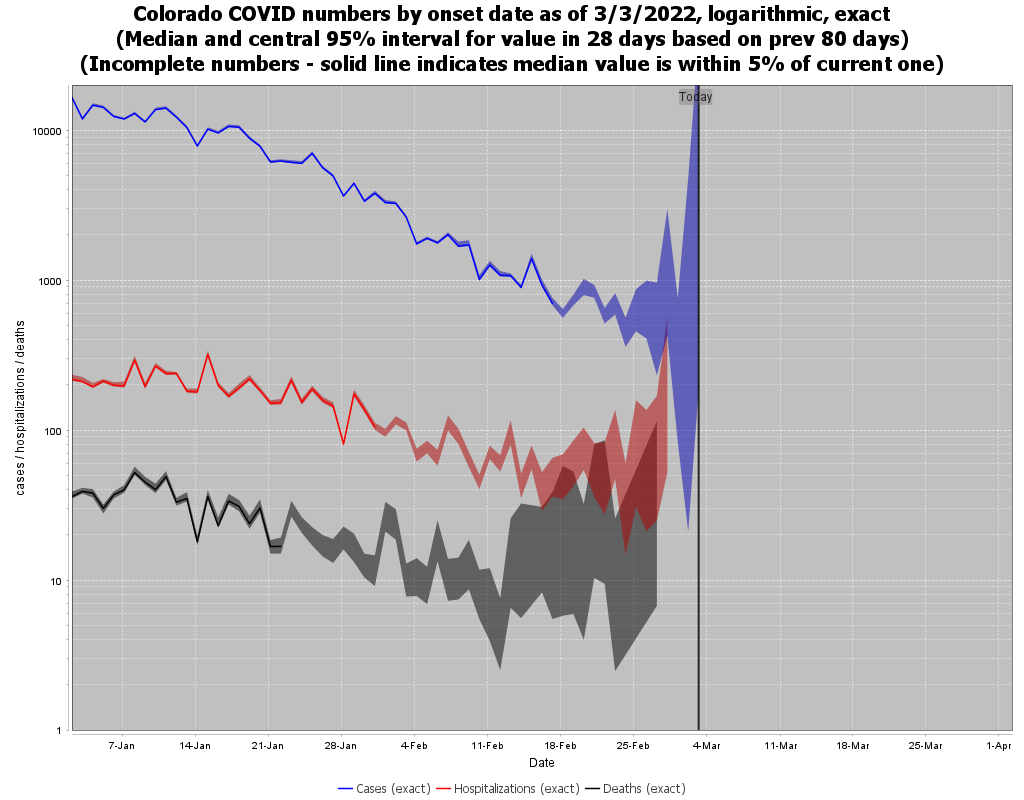 Colorado COVID numbers by onset date as of 3/3/2022, logarithmic, exact
(Median and central 95% interval for value in 28 days based on prev 80 days)
(Incomplete numbers - solid line indicates median value is within 5% of current one)
Today
10000
1000
100
10
1
cases / hospitalizations / deaths
7-Jan 14-Jan 21-Jan 28-Jan 4-Feb 11-Feb 18-Feb 25-Feb 4-Mar 11-Mar 18-Mar 25-Mar 1-Apr
Date
Cases (exact) Hospitalizations (exact) Deaths (exact)